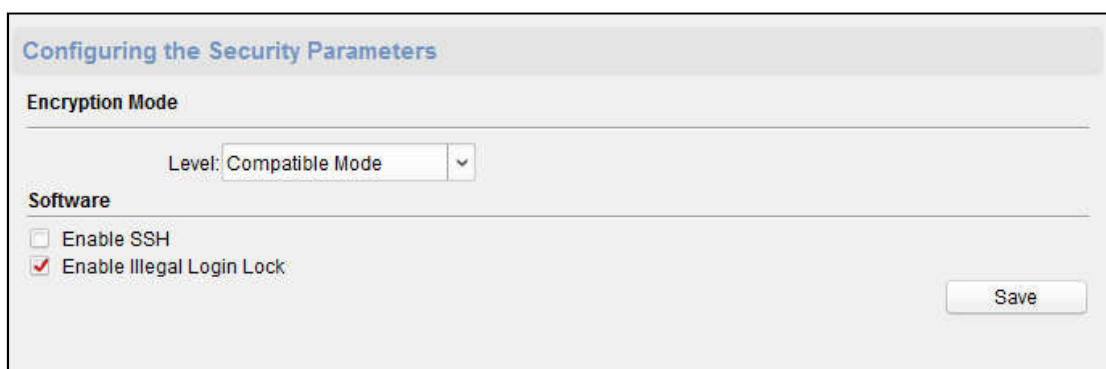 Configuring the Security Parameters
Encryption Mode
Level: Compatible Mode
Software
Enable SSH
Enable Illegal Login Lock
Save